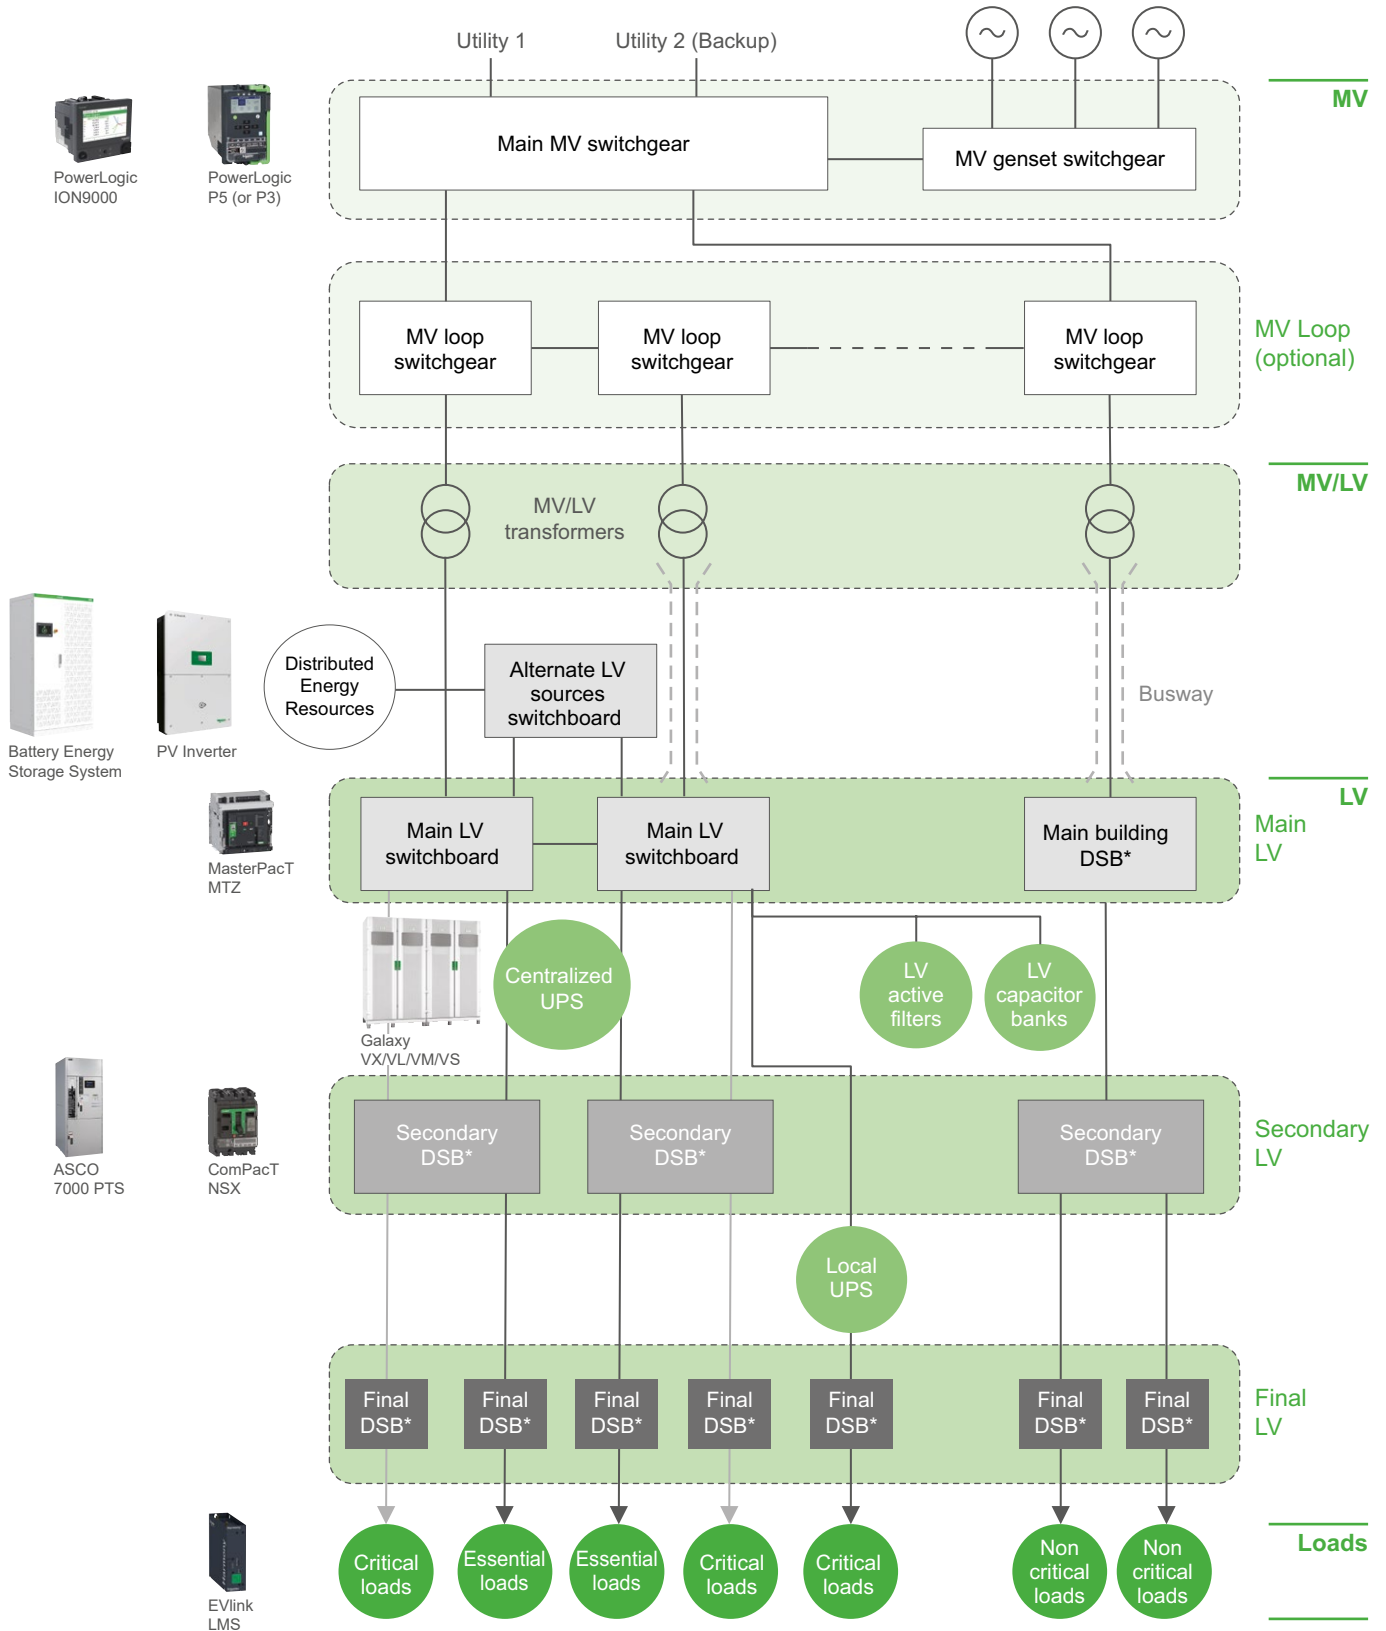 Utility 1
Utility 2 (Backup)
MV
Main MV switchgear
MV genset switchgear
PowerLogic
ION9000
PowerLogic
P5 (or P3)
MV loop
switchgear
MV loop
switchgear
MV loop
switchgear
MV Loop
(optional)
MV/LV
MV/LV
transformers
Distributed
Energy
Resources
Alternate LV
sources
switchboard
Busway
Battery Energy
Storage System
PV Inverter
LV
Main
LV
MasterPacT
MTZ
Main LV
switchboard
Main LV
switchboard
Main building
DSB*
Centralized
UPS
LV
active
filters
LV
capacitor
banks
Galaxy
VX/VL/VM/VS
ASCO
7000 PTS
ComPacT
NSX
Secondary
DSB*
Secondary
DSB*
Secondary
DSB*
Secondary
LV
Local
UPS
Final
DSB*
Final
DSB*
Final
DSB*
Final
DSB*
Final
DSB*
Final
DSB*
Final
DSB*
Final
LV
EVlink
LMS
Critical
loads
Essential
loads
Essential
loads
Critical
loads
Critical
loads
Non
critical
loads
Non
critical
loads
Loads